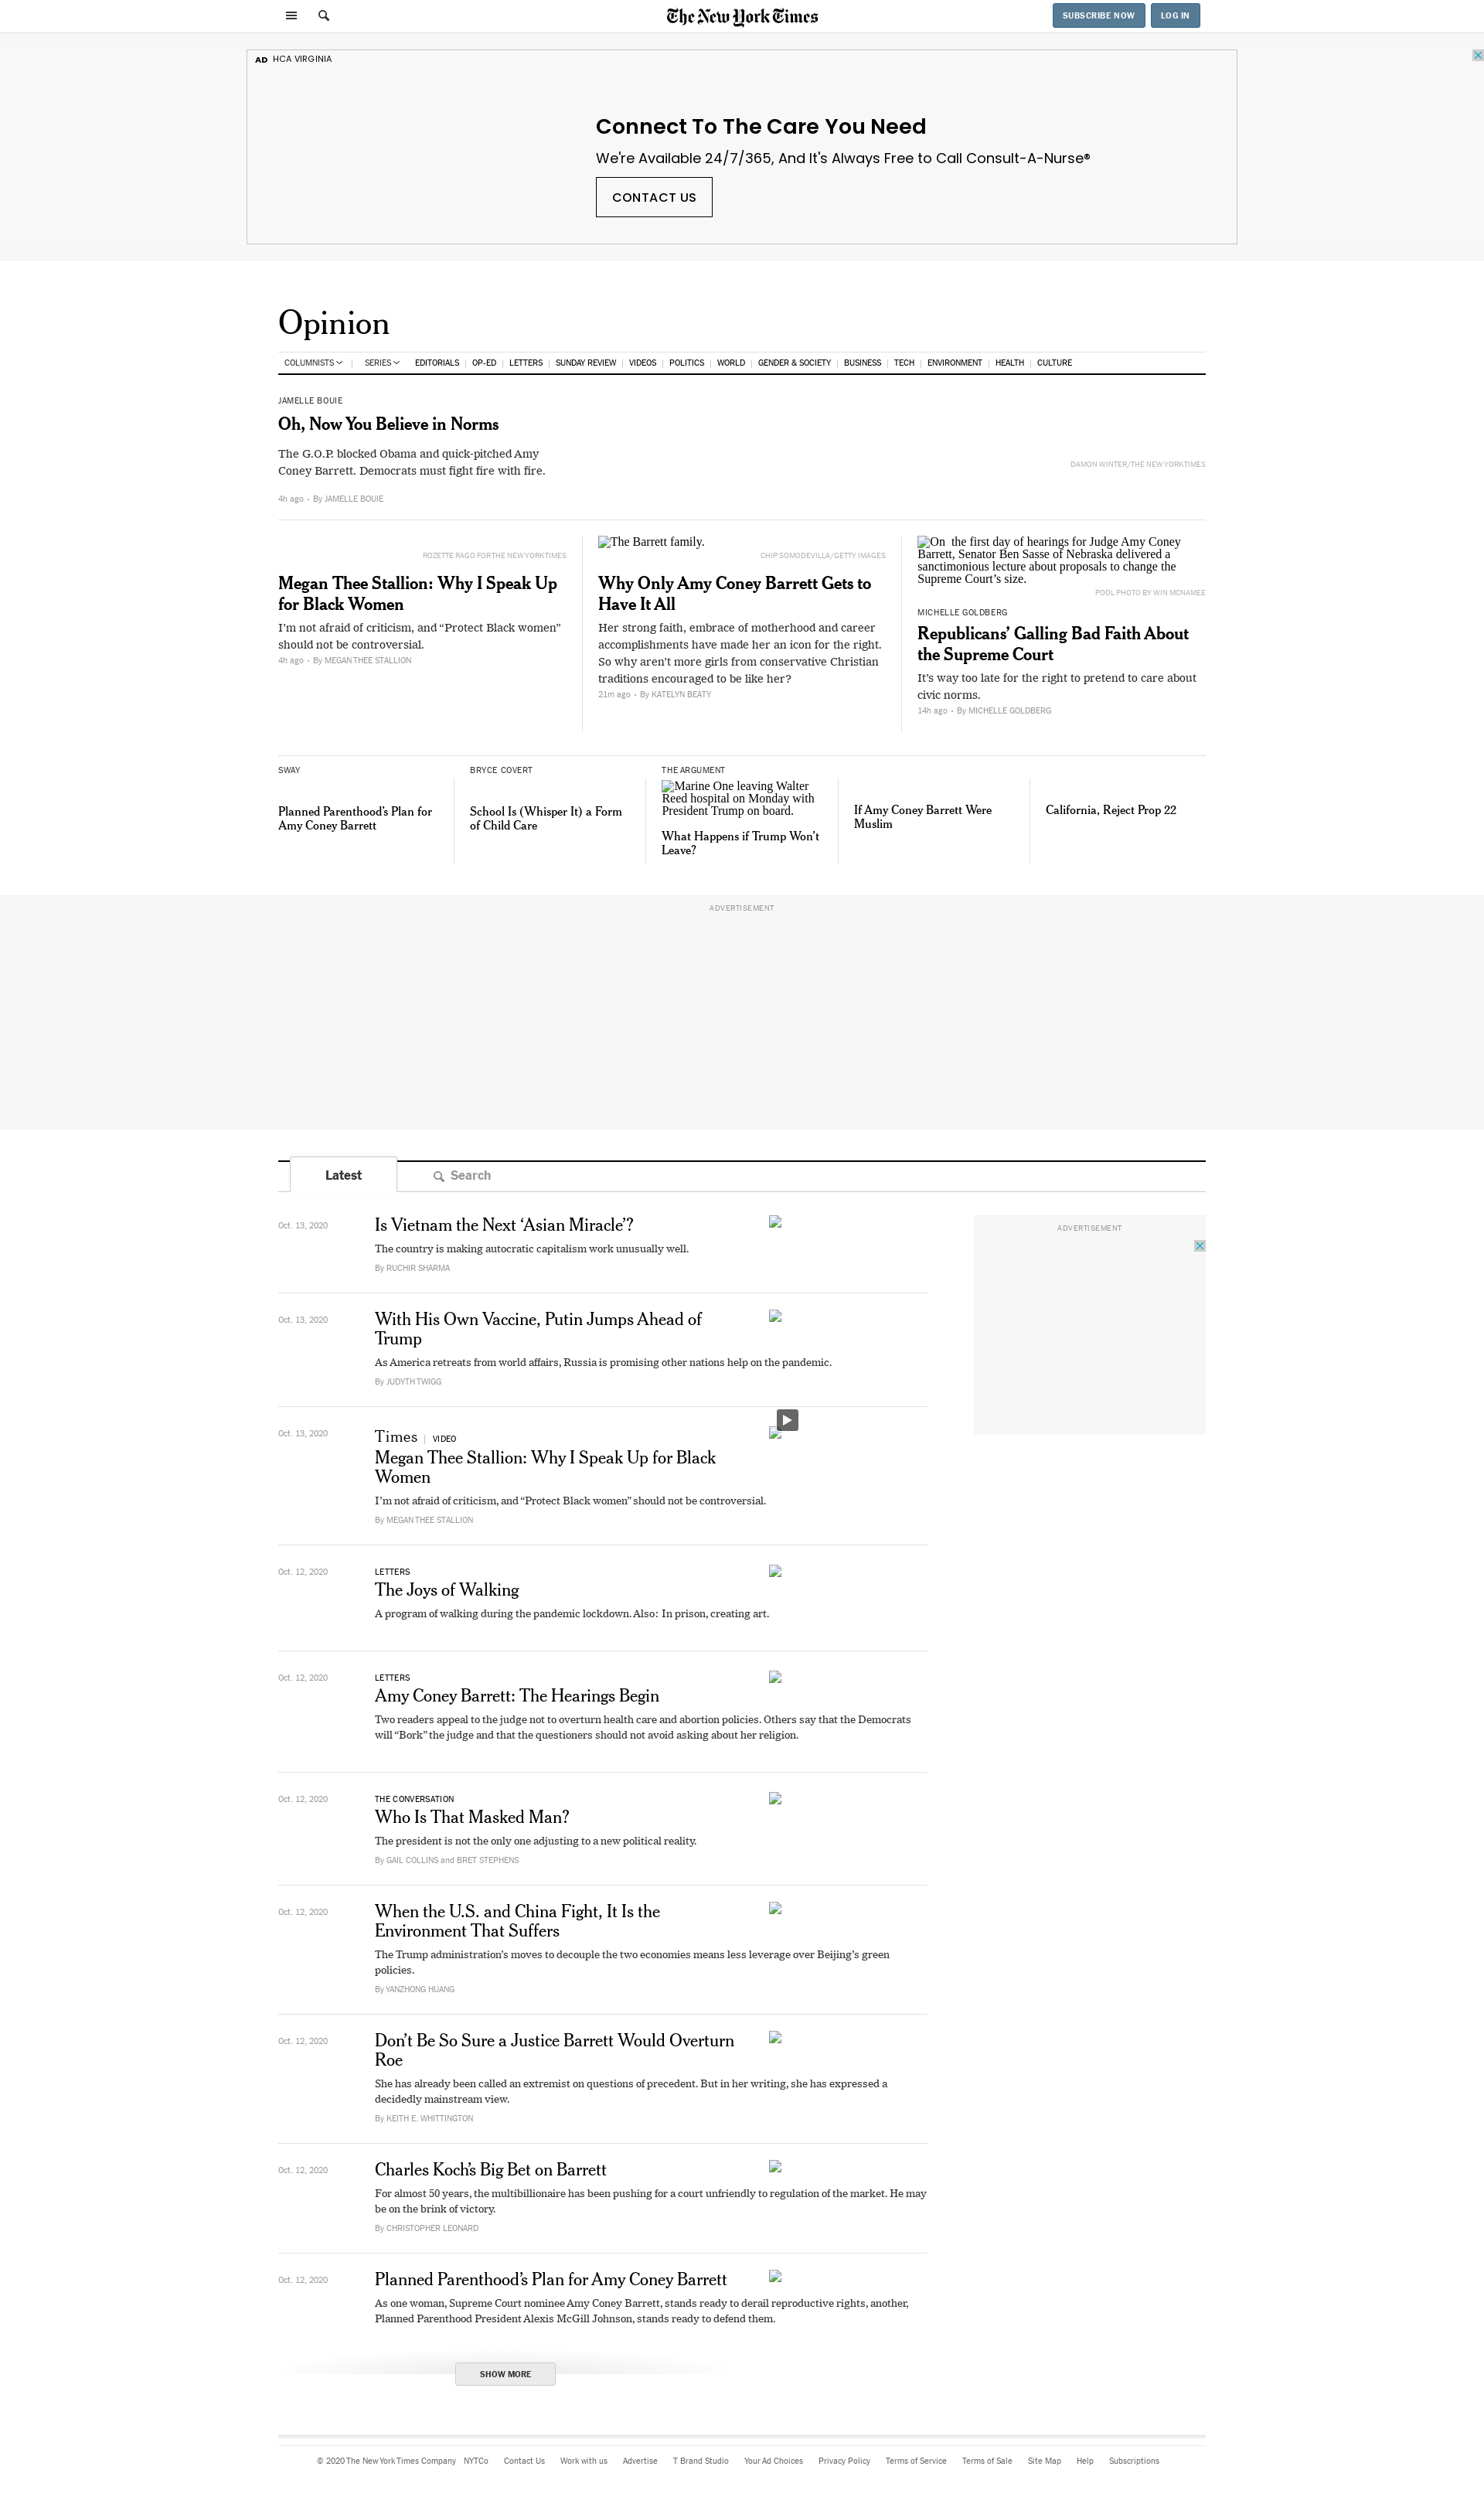 The New York Times
SUBSCRIBE NOW
LOG IN
AD HCA VIRGINIA
Connect To The Care You Need
We're Available 24/7/365, And It's Always Free to Call Consult-A-Nurse®
CONTACT US
Opinion
COLUMNISTS | SERIES EDITORIALS | OP-ED | LETTERS | SUNDAY REVIEW | VIDEOS | POLITICS | WORLD | GENDER & SOCIETY | BUSINESS | TECH | ENVIRONMENT | HEALTH | CULTURE
JAMELLE BOUIE
Oh, Now You Believe in Norms
The G.O.P. blocked Obama and quick-pitched Amy
Coney Barrett. Democrats must fight fire with fire.
4h ago • By JAMELLE BOUIE
DAMON WINTER/THE NEW YORK TIMES
ROZETTE RAGO FOR THE NEW YORK TIMES
Megan Thee Stallion: Why I Speak Up
for Black Women
I’m not afraid of criticism, and “Protect Black women”
should not be controversial.
4h ago • By MEGAN THEE STALLION
The Barrett family.
CHIP SOMODEVILLA/GETTY IMAGES
Why Only Amy Coney Barrett Gets to
Have It All
Her strong faith, embrace of motherhood and career
accomplishments have made her an icon for the right.
So why aren’t more girls from conservative Christian
traditions encouraged to be like her?
21m ago • By KATELYN BEATY
On the first day of hearings for Judge Amy Coney
Barrett, Senator Ben Sasse of Nebraska delivered a
sanctimonious lecture about proposals to change the
Supreme Court’s size.
POOL PHOTO BY WIN MCNAMEE
MICHELLE GOLDBERG
Republicans’ Galling Bad Faith About
the Supreme Court
It’s way too late for the right to pretend to care about
civic norms.
14h ago • By MICHELLE GOLDBERG
SWAY
Planned Parenthood’s Plan for
Amy Coney Barrett
BRYCE COVERT
School Is (Whisper It) a Form
of Child Care
THE ARGUMENT
Marine One leaving Walter
Reed hospital on Monday with
President Trump on board.
What Happens if Trump Won’t
Leave?
If Amy Coney Barrett Were
Muslim
California, Reject Prop 22
ADVERTISEMENT
Latest
Search
ADVERTISEMENT
Oct. 13, 2020
Is Vietnam the Next ‘Asian Miracle’?
The country is making autocratic capitalism work unusually well.
By RUCHIR SHARMA
Oct. 13, 2020
With His Own Vaccine, Putin Jumps Ahead of
Trump
As America retreats from world affairs, Russia is promising other nations help on the pandemic.
By JUDYTH TWIGG
Oct. 13, 2020
Times | VIDEO
Megan Thee Stallion: Why I Speak Up for Black
Women
I’m not afraid of criticism, and “Protect Black women” should not be controversial.
By MEGAN THEE STALLION
Oct. 12, 2020
LETTERS
The Joys of Walking
A program of walking during the pandemic lockdown. Also: In prison, creating art.
Oct. 12, 2020
LETTERS
Amy Coney Barrett: The Hearings Begin
Two readers appeal to the judge not to overturn health care and abortion policies. Others say that the Democrats
will “Bork” the judge and that the questioners should not avoid asking about her religion.
Oct. 12, 2020
THE CONVERSATION
Who Is That Masked Man?
The president is not the only one adjusting to a new political reality.
By GAIL COLLINS and BRET STEPHENS
Oct. 12, 2020
When the U.S. and China Fight, It Is the
Environment That Suffers
The Trump administration’s moves to decouple the two economies means less leverage over Beijing’s green
policies.
By YANZHONG HUANG
Oct. 12, 2020
Don’t Be So Sure a Justice Barrett Would Overturn
Roe
She has already been called an extremist on questions of precedent. But in her writing, she has expressed a
decidedly mainstream view.
By KEITH E. WHITTINGTON
Oct. 12, 2020
Charles Koch’s Big Bet on Barrett
For almost 50 years, the multibillionaire has been pushing for a court unfriendly to regulation of the market. He may
be on the brink of victory.
By CHRISTOPHER LEONARD
Oct. 12, 2020
Planned Parenthood’s Plan for Amy Coney Barrett
As one woman, Supreme Court nominee Amy Coney Barrett, stands ready to derail reproductive rights, another,
Planned Parenthood President Alexis McGill Johnson, stands ready to defend them.
SHOW MORE
© 2020 The New York Times Company NYTCo Contact Us Work with us Advertise T Brand Studio Your Ad Choices Privacy Policy Terms of Service Terms of Sale Site Map Help Subscriptions